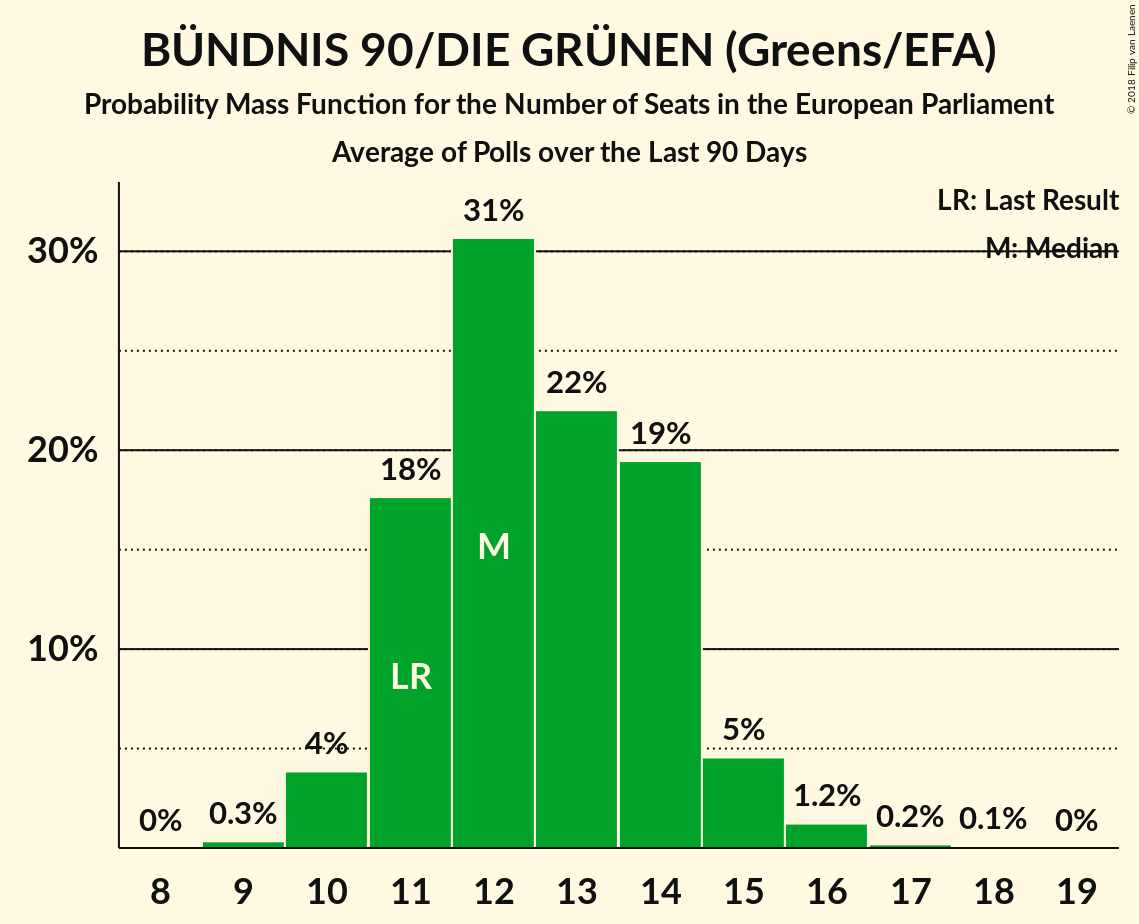 BÜNDNIS 90/DIE GRÜNEN (Greens/EFA)
Probability Mass Function for the Number of Seats in the European Parliament
Average of Polls over the Last 90 Days
© 2018 Filip van Laenen
LR: Last Result
M: Median
30%
20%
10%
0%
0.3%
4%
18%
31%
22%
19%
5%
1.2%
0.2%
0.1%
0%
LR
M
8 9 10 11 12 13 14 15 16 17 18 19